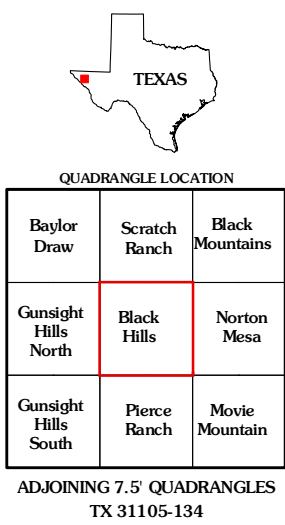 TEXAS
QUADRANGLE LOCATION
Baylor
Draw
Scratch
Ranch
Black
Mountains
Gunsight
Hills
North
Black
Hills
Norton
Mesa
Gunsight
Hills
South
Pierce
Ranch
Movie
Mountain
ADJOINING 7.5' QUADRANGLES
TX 31105-134